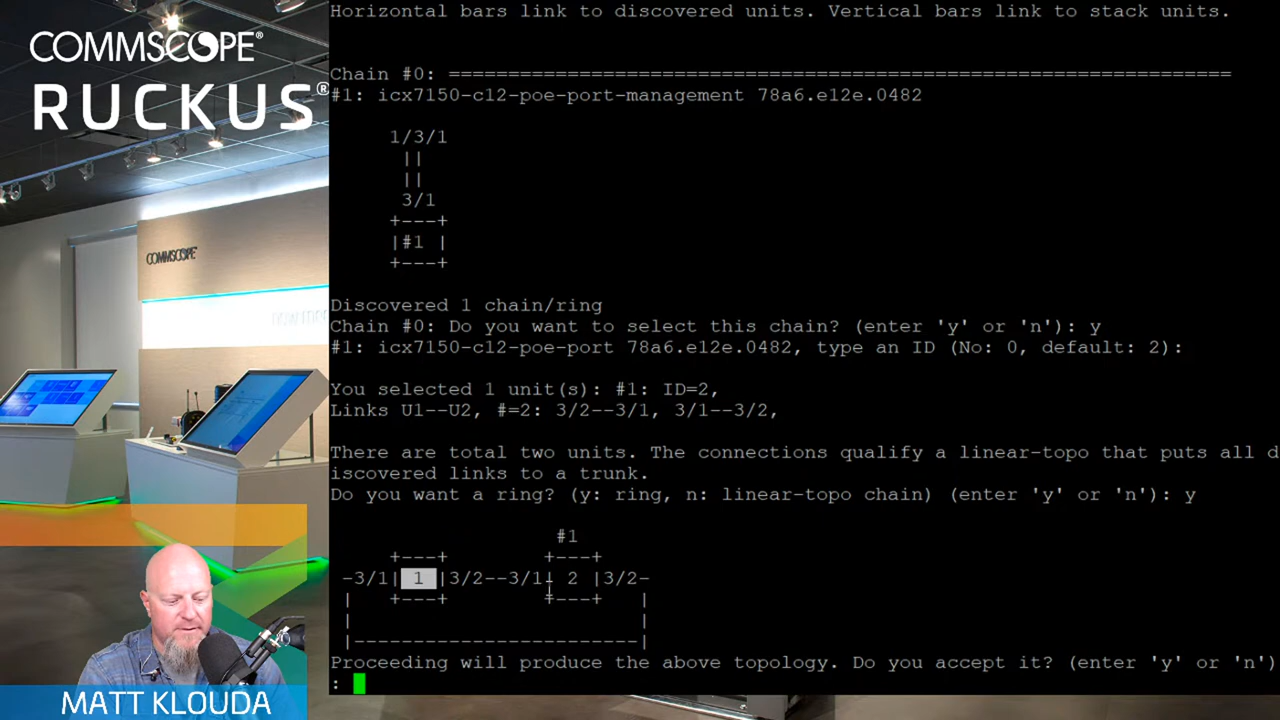 COMMSCOPE®
RUCKUS®
COMMSCOPE
MATT KLOUDA
Horizontal bars link to discovered units. Vertical bars link to stack units.
Chain #0: ==================================================================
#1: icx7150-c12-poe-port-management 78a6.e12e.0482
1/3/1
||
||
3/1
+---+
|#1 |
+---+
Discovered 1 chain/ring
Chain #0: Do you want to select this chain? (enter 'y' or 'n'): y
#1: icx7150-c12-poe-port 78a6.e12e.0482, type an ID (No: 0, default: 2):
You selected 1 unit(s): #1: ID=2,
Links U1--U2, #=2: 3/2--3/1, 3/1--3/2,
There are total two units. The connections qualify a linear-topo that puts all d
iscovered links to a trunk.
Do you want a ring? (y: ring, n: linear-topo chain) (enter 'y' or 'n'): y
#1
+---+ +---+
-3/1| 1 |3/2--3/1| 2 |3/2-
| +---+ +---+ |
| |
|------------------------|
Proceeding will produce the above topology. Do you accept it? (enter 'y' or 'n')
: